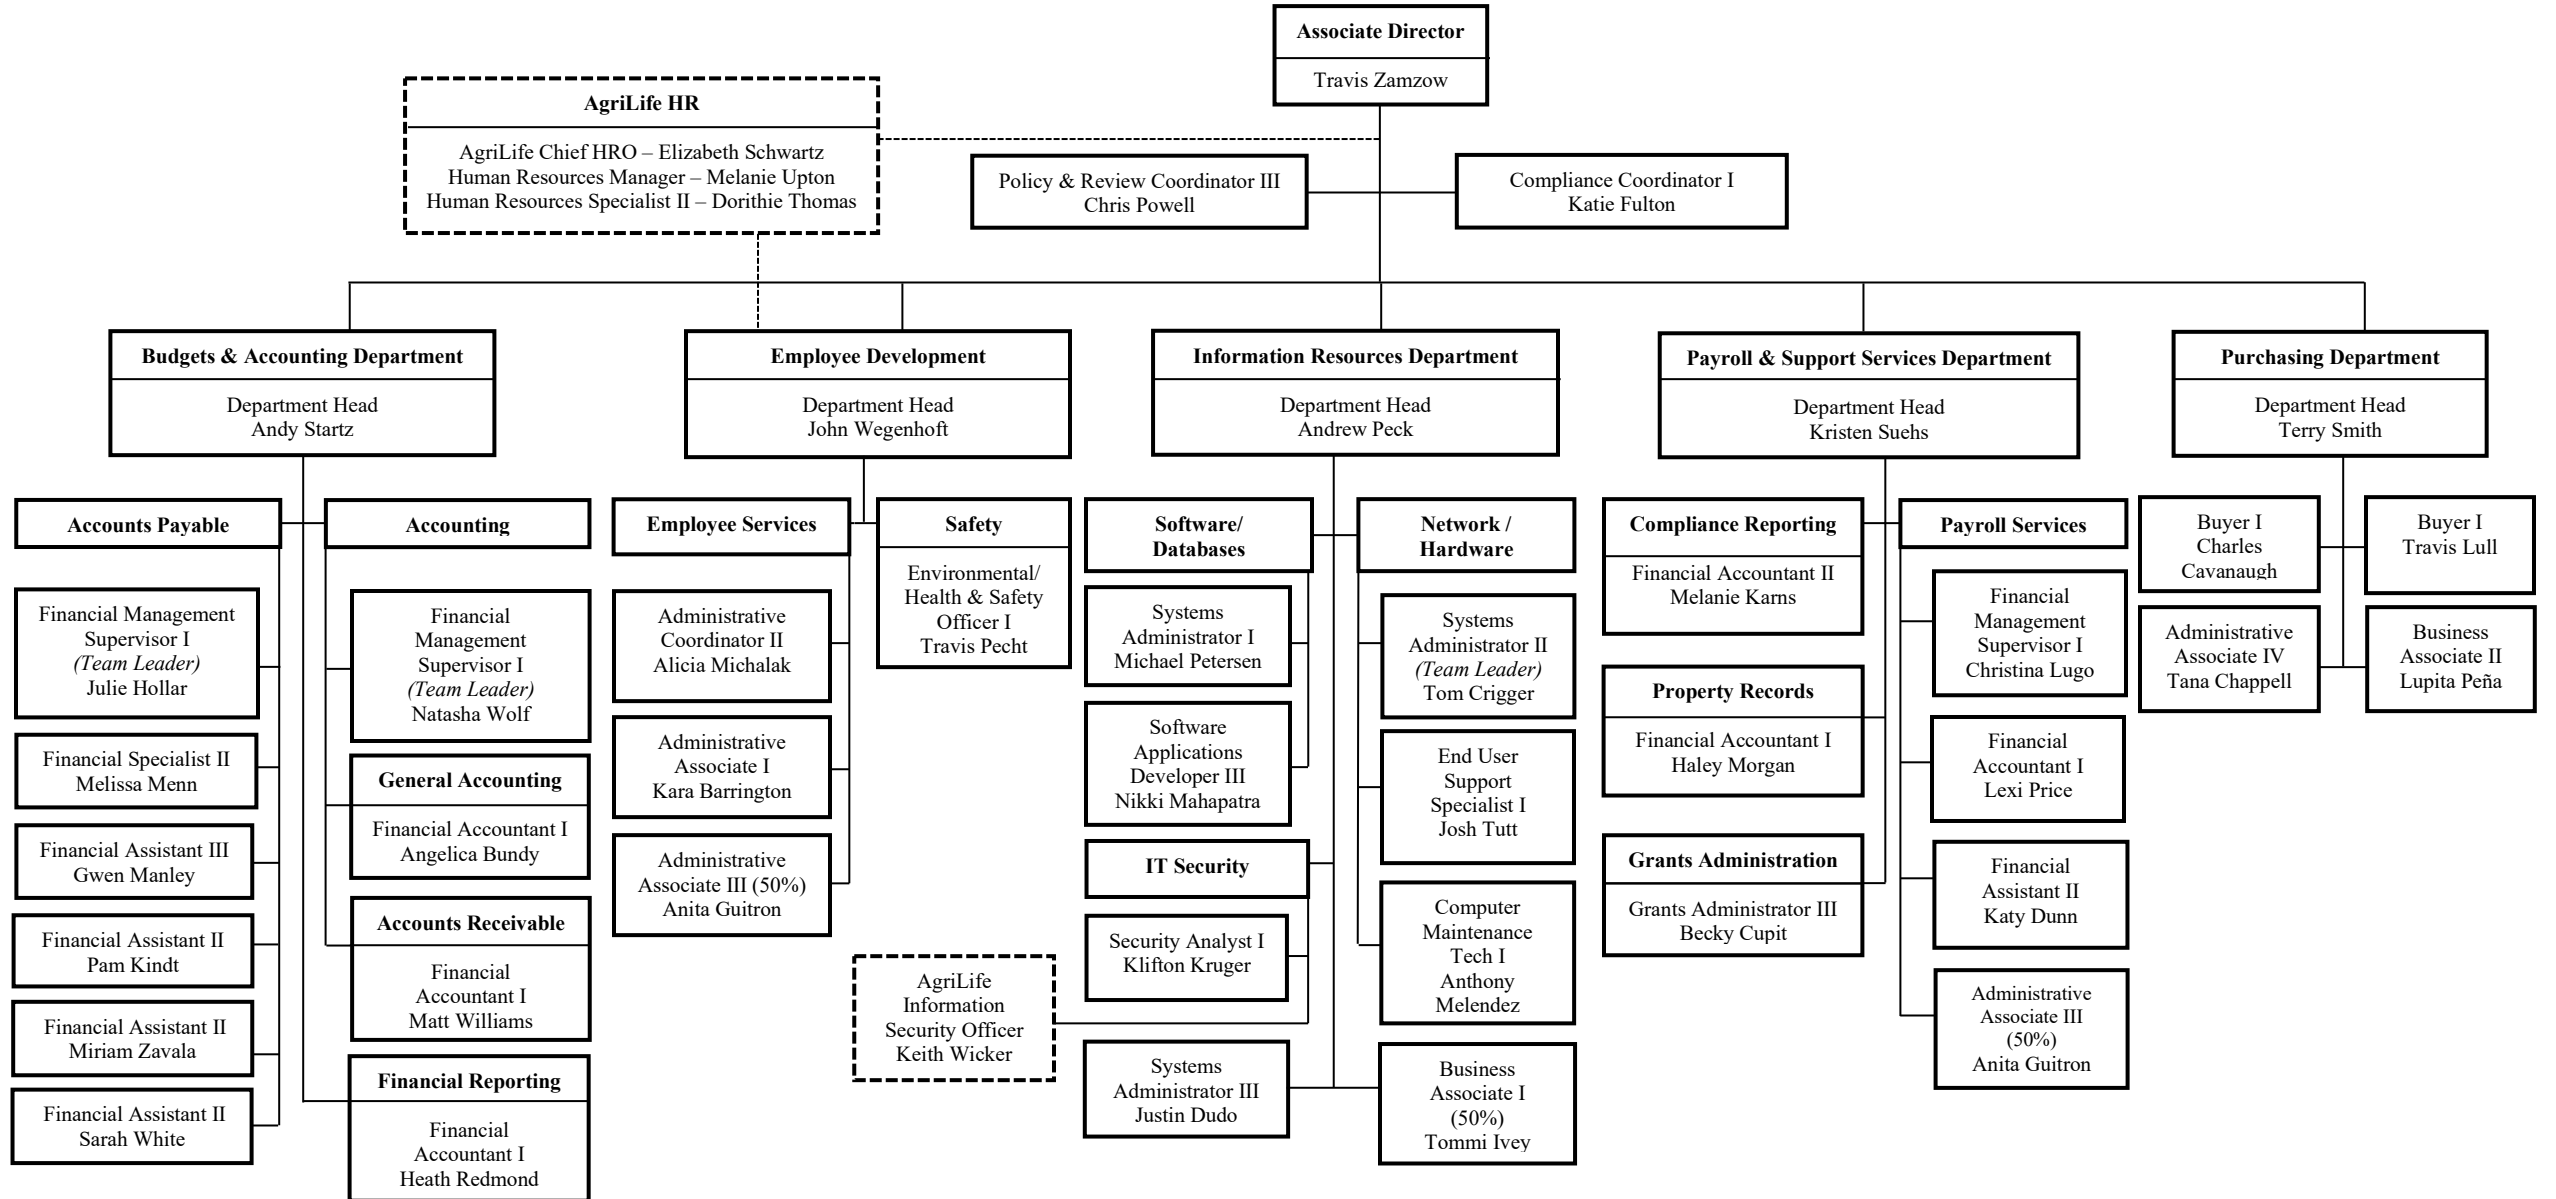 Associate Director
Travis Zamzow
AgriLife HR
AgriLife Chief HRO – Elizabeth Schwartz
Human Resources Manager – Melanie Upton
Human Resources Specialist II – Dorithie Thomas
Policy & Review Coordinator III
Chris Powell
Compliance Coordinator I
Katie Fulton
Budgets & Accounting Department
Department Head
Andy Startz
Employee Development
Department Head
John Wegenhoft
Information Resources Department
Department Head
Andrew Peck
Payroll & Support Services Department
Department Head
Kristen Suehs
Purchasing Department
Department Head
Terry Smith
Accounts Payable
Financial Management
Supervisor I
(Team Leader)
Julie Hollar
Financial Specialist II
Melissa Menn
Financial Assistant III
Gwen Manley
Financial Assistant II
Pam Kindt
Financial Assistant II
Miriam Zavala
Financial Assistant II
Sarah White
Accounting
Financial
Management
Supervisor I
(Team Leader)
Natasha Wolf
General Accounting
Financial Accountant I
Angelica Bundy
Accounts Receivable
Financial
Accountant I
Matt Williams
Financial Reporting
Financial
Accountant I
Heath Redmond
Employee Services
Administrative
Coordinator II
Alicia Michalak
Administrative
Associate I
Kara Barrington
Administrative
Associate III (50%)
Anita Guitron
Safety
Environmental/
Health & Safety
Officer I
Travis Pecht
Software/
Databases
Systems
Administrator I
Michael Petersen
Software
Applications
Developer III
Nikki Mahapatra
IT Security
Security Analyst I
Klifton Kruger
AgriLife
Information
Security Officer
Keith Wicker
Systems
Administrator III
Justin Dudo
Network /
Hardware
Systems
Administrator II
(Team Leader)
Tom Crigger
End User
Support
Specialist I
Josh Tutt
Computer
Maintenance
Tech I
Anthony
Melendez
Business
Associate I
(50%)
Tommi Ivey
Compliance Reporting
Financial Accountant II
Melanie Karns
Property Records
Financial Accountant I
Haley Morgan
Grants Administration
Grants Administrator III
Becky Cupit
Payroll Services
Financial
Management
Supervisor I
Christina Lugo
Financial
Accountant I
Lexi Price
Financial
Assistant II
Katy Dunn
Administrative
Associate III
(50%)
Anita Guitron
Buyer I
Charles
Cavanaugh
Buyer I
Travis Lull
Administrative
Associate IV
Tana Chappell
Business
Associate II
Lupita Peña